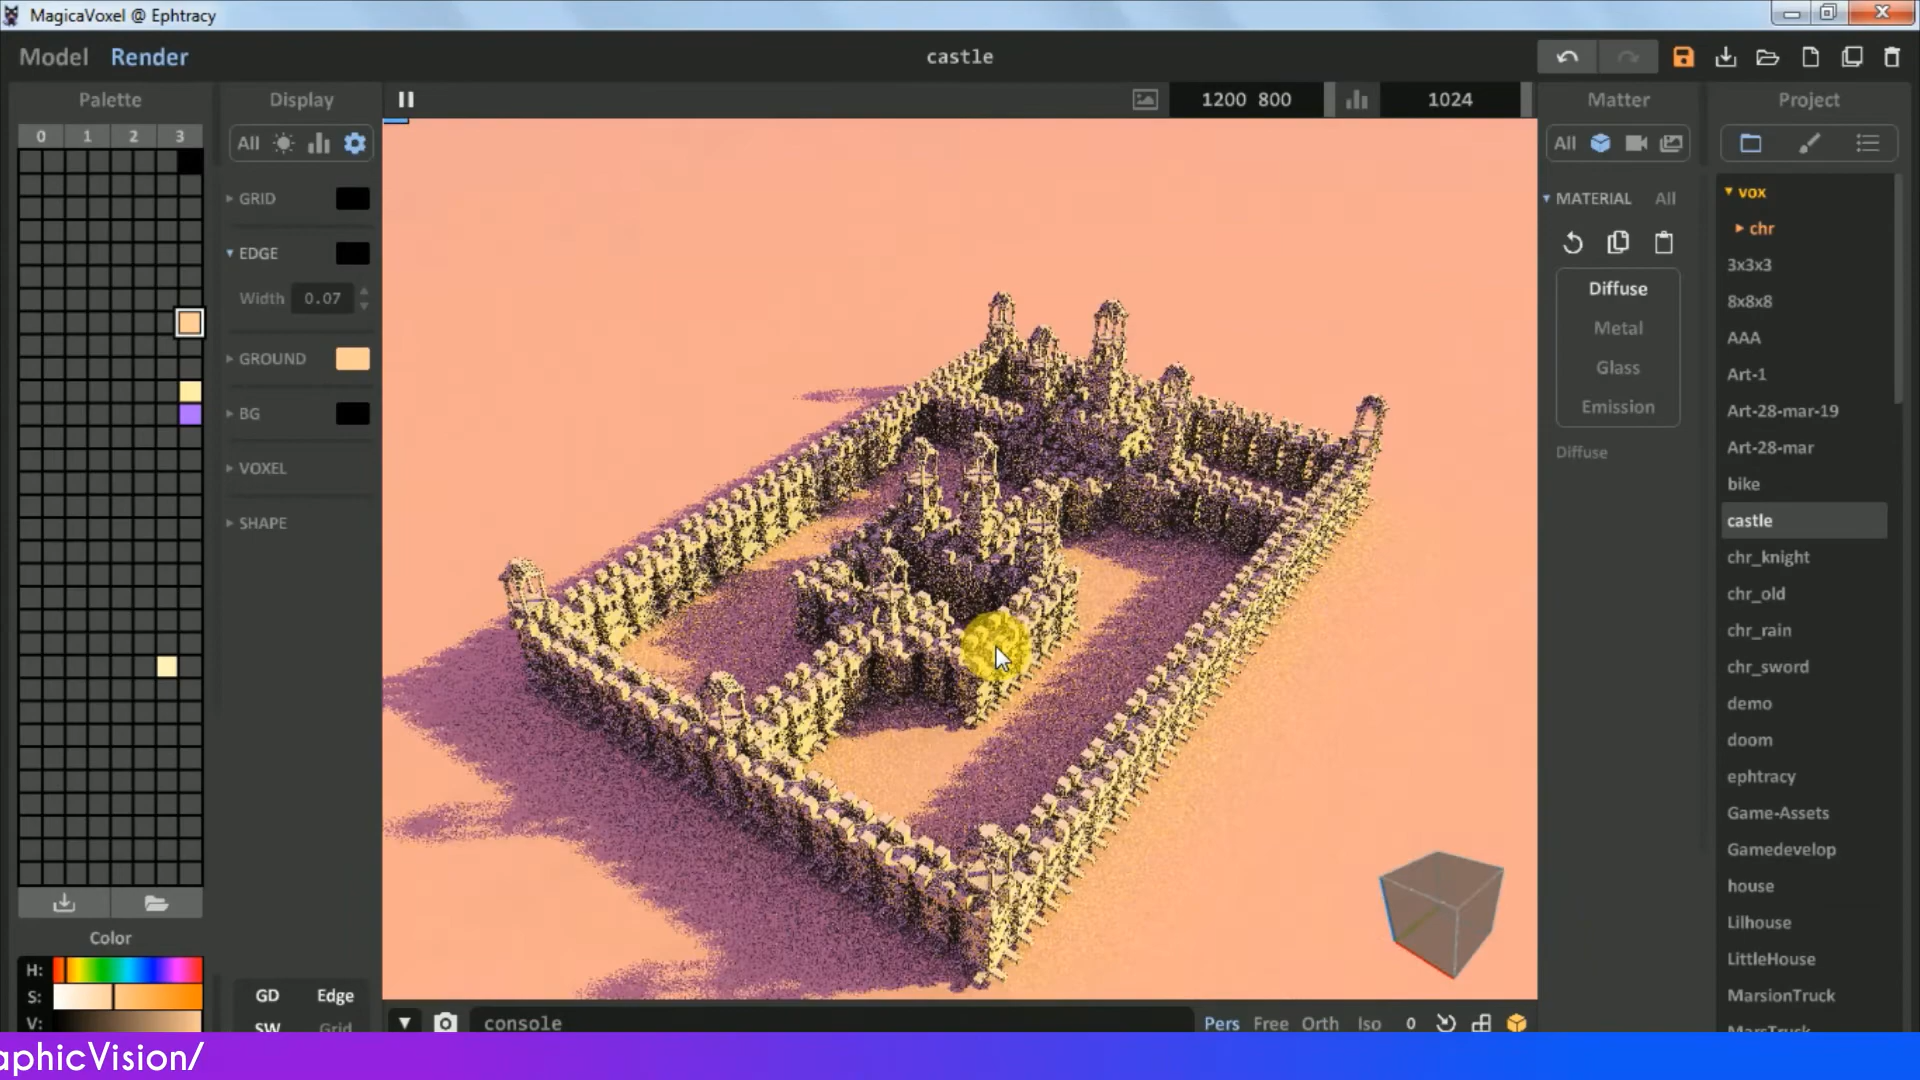 MagicaVoxel @ Ephtracy
Model Render
castle
Palette
Display
1200 800
1024
Matter
Project
0 1 2 3
All
All
GRID
EDGE
Width 0.07
GROUND
BG
VOXEL
SHAPE
MATERIAL All
Diffuse
Metal
Glass
Emission
Diffuse
vox
chr
3x3x3
8x8x8
AAA
Art-1
Art-28-mar-19
Art-28-mar
bike
castle
chr_knight
chr_old
chr_rain
chr_sword
demo
doom
ephtracy
Game-Assets
Gamedevelop
house
Lilhouse
LittleHouse
MarsionTruck
MarsTruck
Color
H:
S:
V:
GD Edge
SW Grid
console
Pers Free Orth Iso 0
aphicVision/